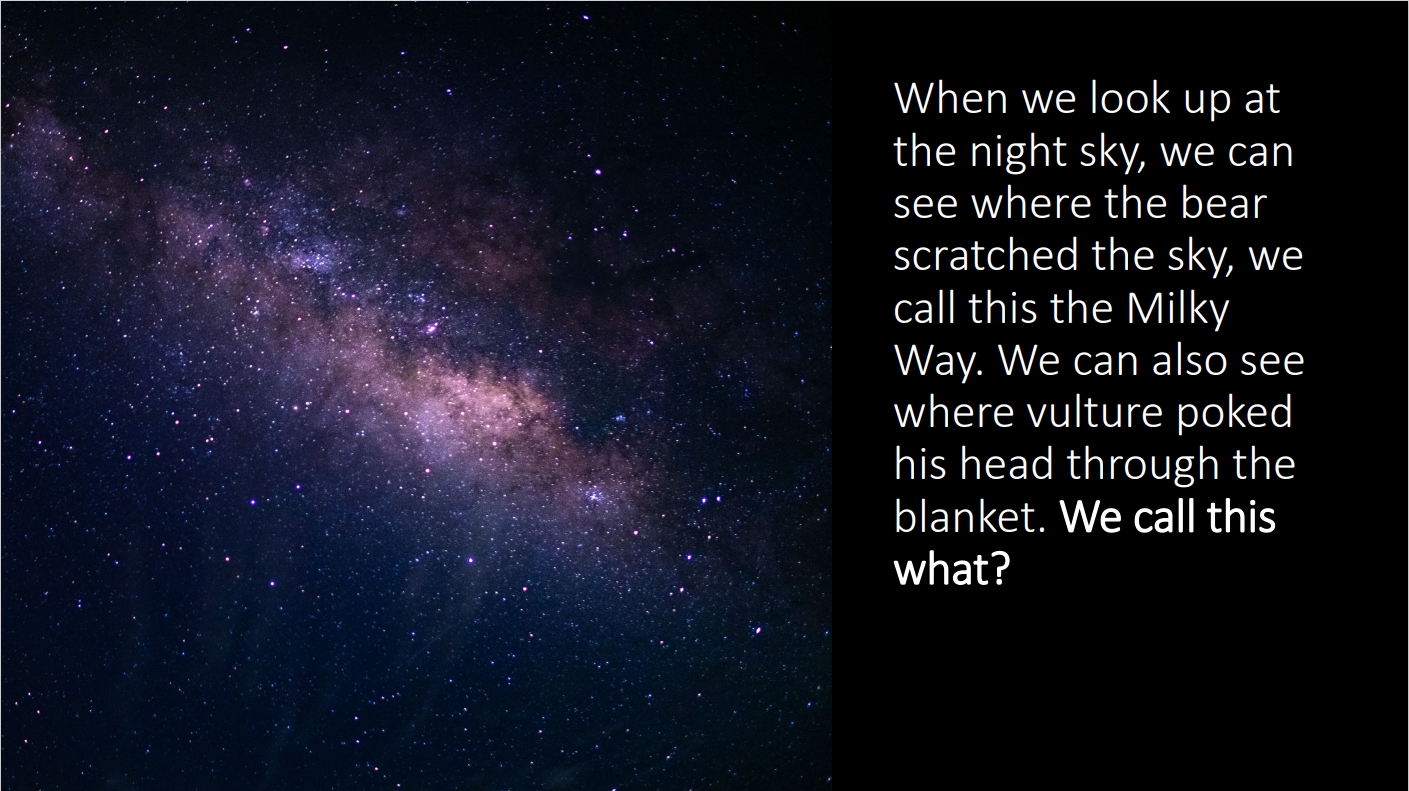 When we look up at
the night sky, we can
see where the bear
scratched the sky, we
call this the Milky
Way. We can also see
where vulture poked
his head through the
blanket. We call this
what?